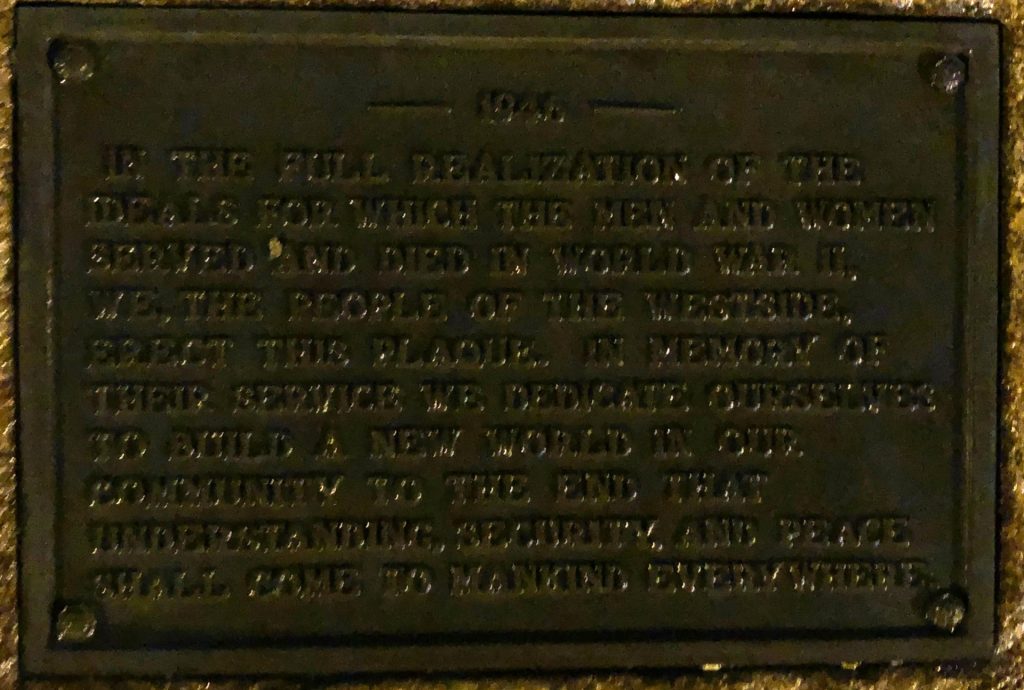 — 194 —
IN THE FULL REALIZATION OF THE
IDEALS FOR WHICH THE MEN AND WOMEN
SERVED AND DIED IN WORLD WAR II,
WE, THE PEOPLE OF THE WESTSIDE,
ERECT THIS PLAQUE. IN MEMORY OF
THEIR SERVICE WE DEDICATE OURSELVES
TO BUILD A NEW WORLD IN OUR
COMMUNITY TO THE END THAT
UNDERSTANDING, SECURITY, AND PEACE
SHALL COME TO MANKIND EVERYWHERE.